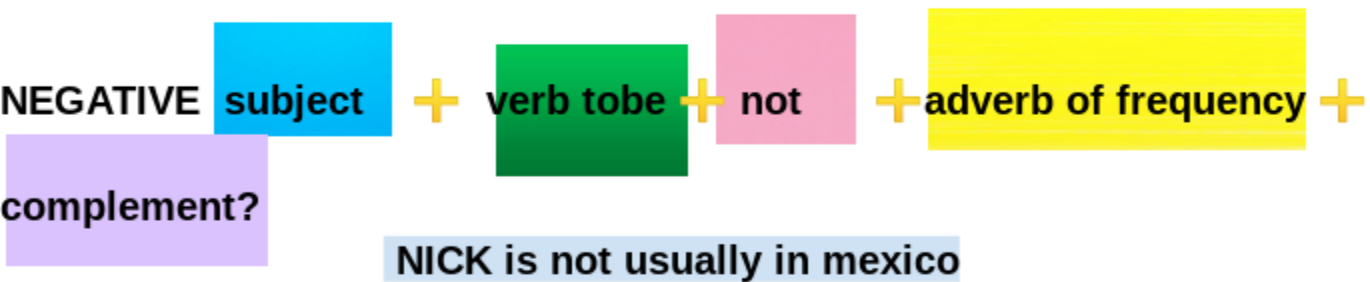 NEGATIVE subject + verb tobe + not + adverb of frequency +
complement?
NICK is not usually in mexico